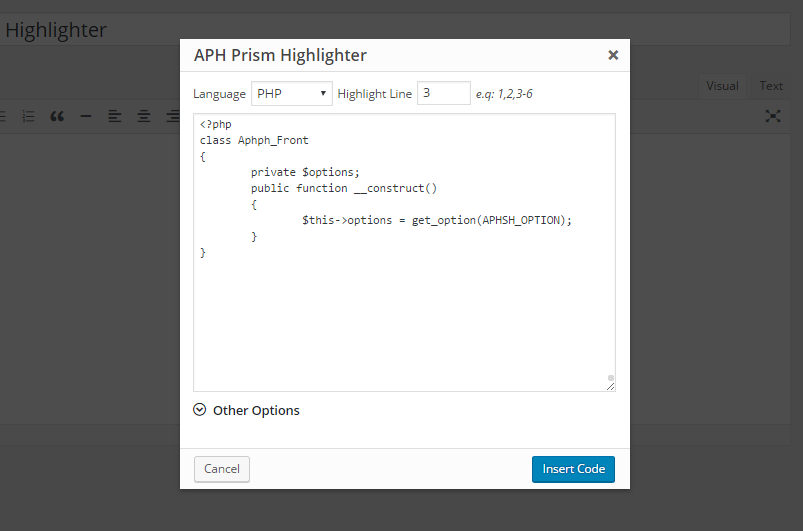 Highlighter
APH Prism Highlighter
Visual Text
Language PHP Highlight Line 3 e.q: 1,2,3-6
<?php
class Aphph_Front
{
private $options;
public function __construct()
{
$this->options = get_option(APHSH_OPTION);
}
}
Other Options
Cancel Insert Code